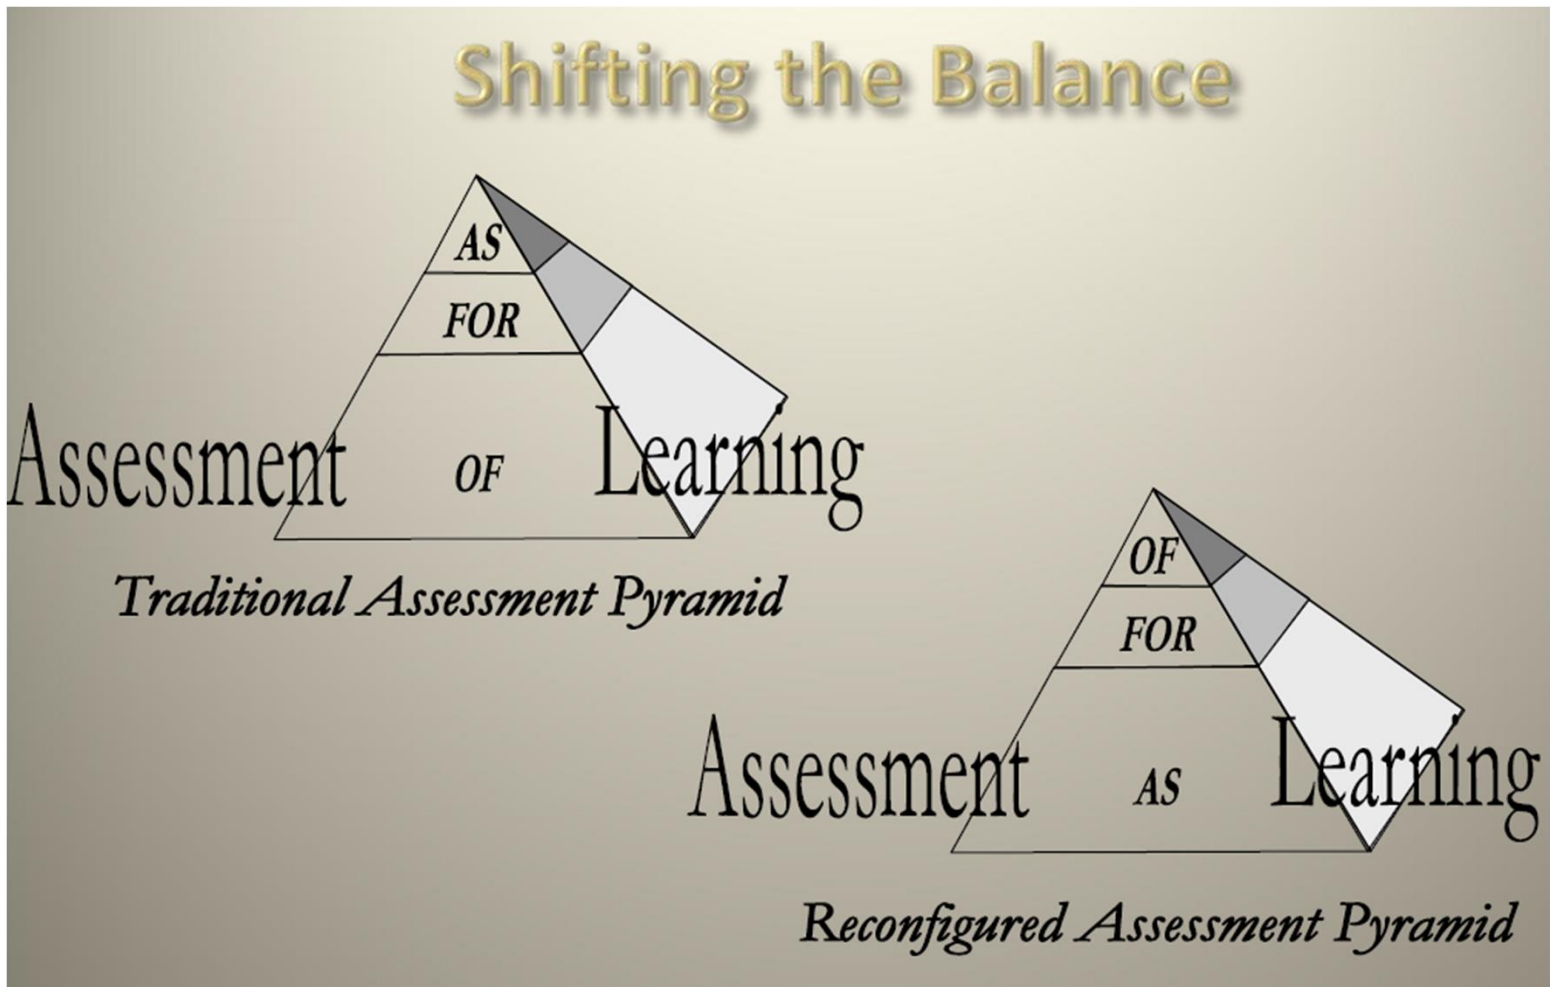 Shifting the Balance
AS
FOR
Assessment OF Learning
Traditional Assessment Pyramid
OF
FOR
Assessment AS Learning
Reconfigured Assessment Pyramid